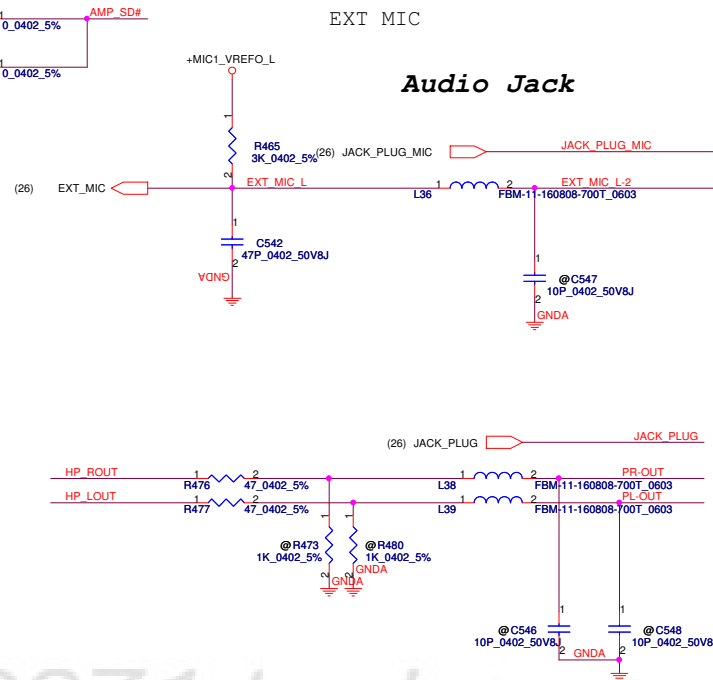 AMP_SD#
0_0402_5%
0_0402_5%
EXT MIC
+MIC1_VREFO_L
Audio Jack
1
R465
3K_0402_5%
2
(26) JACK_PLUG_MIC
JACK_PLUG_MIC
(26) EXT_MIC
EXT_MIC_L
1
L36
2
EXT_MIC_L-2
FBM-11-160808-700T_0603
1
C542
47P_0402_50V8J
2
GNDA
1
@C547
10P_0402_50V8J
2
GNDA
(26) JACK_PLUG
JACK_PLUG
HP_ROUT
1
R476
2
47_0402_5%
1
L38
2
PR-OUT
FBM-11-160808-700T_0603
HP_LOUT
1
R477
2
47_0402_5%
1
L39
2
PL-OUT
FBM-11-160808-700T_0603
1
@R473
1K_0402_5%
2
GNDA
1
@R480
1K_0402_5%
2
GNDA
1
@C546
10P_0402_50V8J
2
GNDA
1
@C548
10P_0402_50V8
2